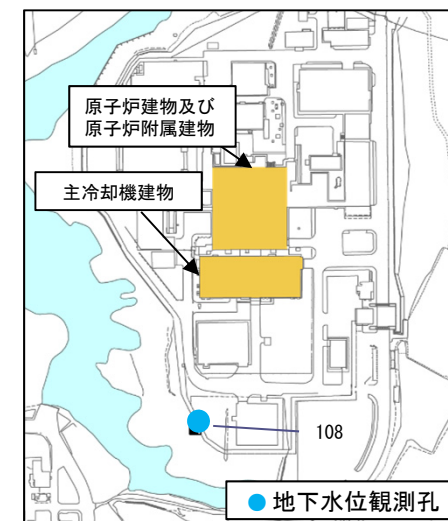 原子炉建物及び
原子炉附属建物
主冷却機建物
108
地下水位観測孔